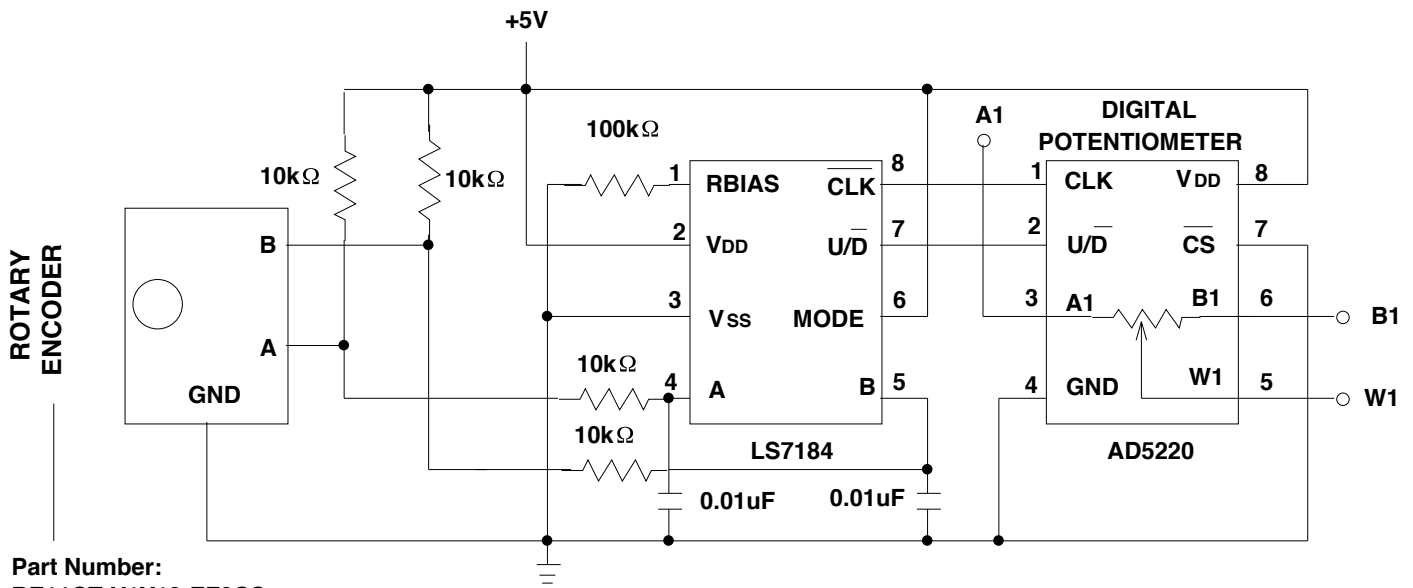 +5V
DIGITAL
POTENTIOMETER
A1
100kΩ
10kΩ
10kΩ
1 RBIAS CLK 8
1 CLK VDD 8
2 VDD U/D 7
2 U/D CS 7
3 VSS MODE 6
3 A1 B1 6
B1
10kΩ
4 A B 5
4 GND W1 5
W1
10kΩ
LS7184
AD5220
0.01uF
0.01uF
ROTARY
ENCODER
B
A
GND
Part Number: